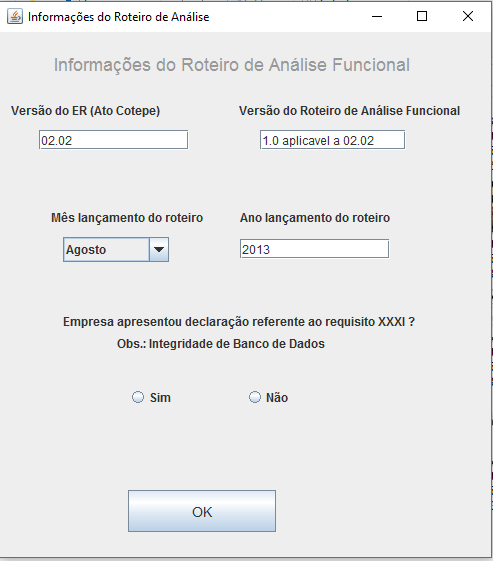 Informações do Roteiro de Análise
Informações do Roteiro de Análise Funcional
Versão do ER (Ato Cotepe)
Versão do Roteiro de Análise Funcional
02.02
1.0 aplicavel a 02.02
Mês lançamento do roteiro
Ano lançamento do roteiro
Agosto
2013
Empresa apresentou declaração referente ao requisito XXXI ?
Obs.: Integridade de Banco de Dados
Sim
Não
OK